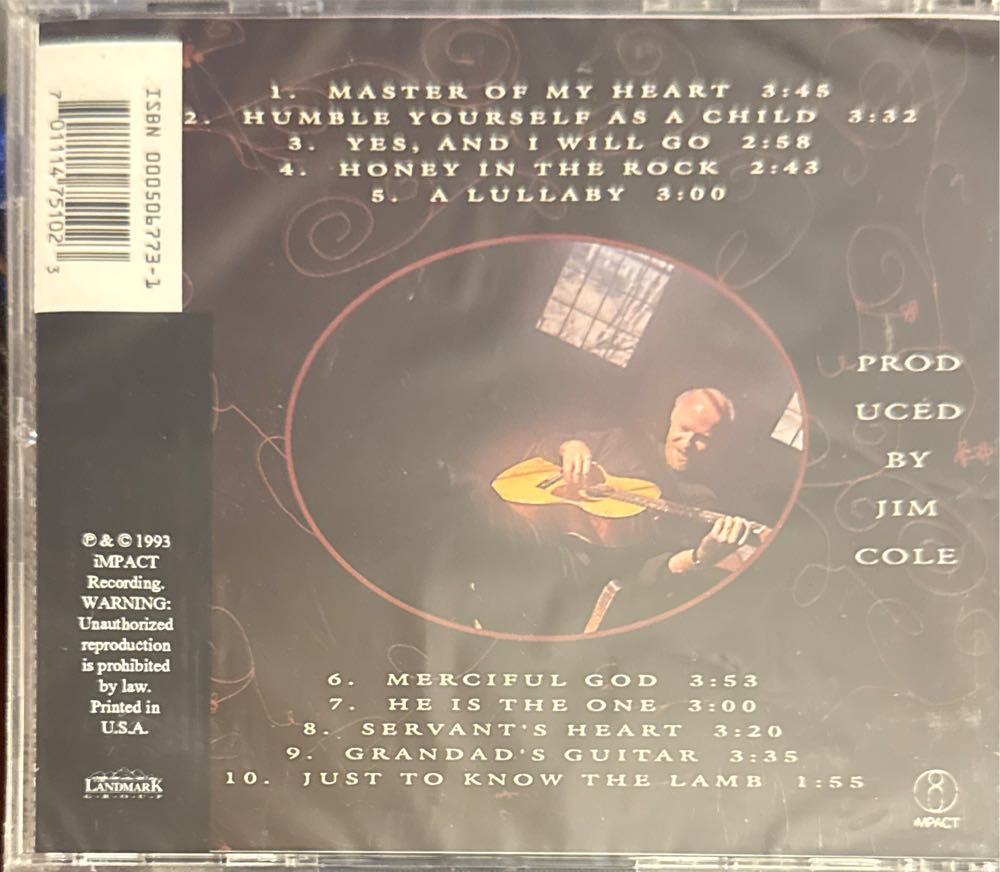 1. MASTER OF MY HEART 3:45
2. HUMBLE YOURSELF AS A CHILD 3:32
3. YES, AND I WILL GO 2:58
4. HONEY IN THE ROCK 2:43
5. A LULLABY 3:00
ISBN 000506773-1
7 01114 75102 3
PROD
UCED
BY
JIM
COLE
℗ & © 1993
iMPACT
Recording.
WARNING:
Unauthorized
reproduction
is prohibited
by law.
Printed in
U.S.A.
LANDMARK
GROUP
6. MERCIFUL GOD 3:53
7. HE IS THE ONE 3:00
8. SERVANT'S HEART 3:20
9. GRANDAD'S GUITAR 3:35
10. JUST TO KNOW THE LAMB 1:55
iMPACT